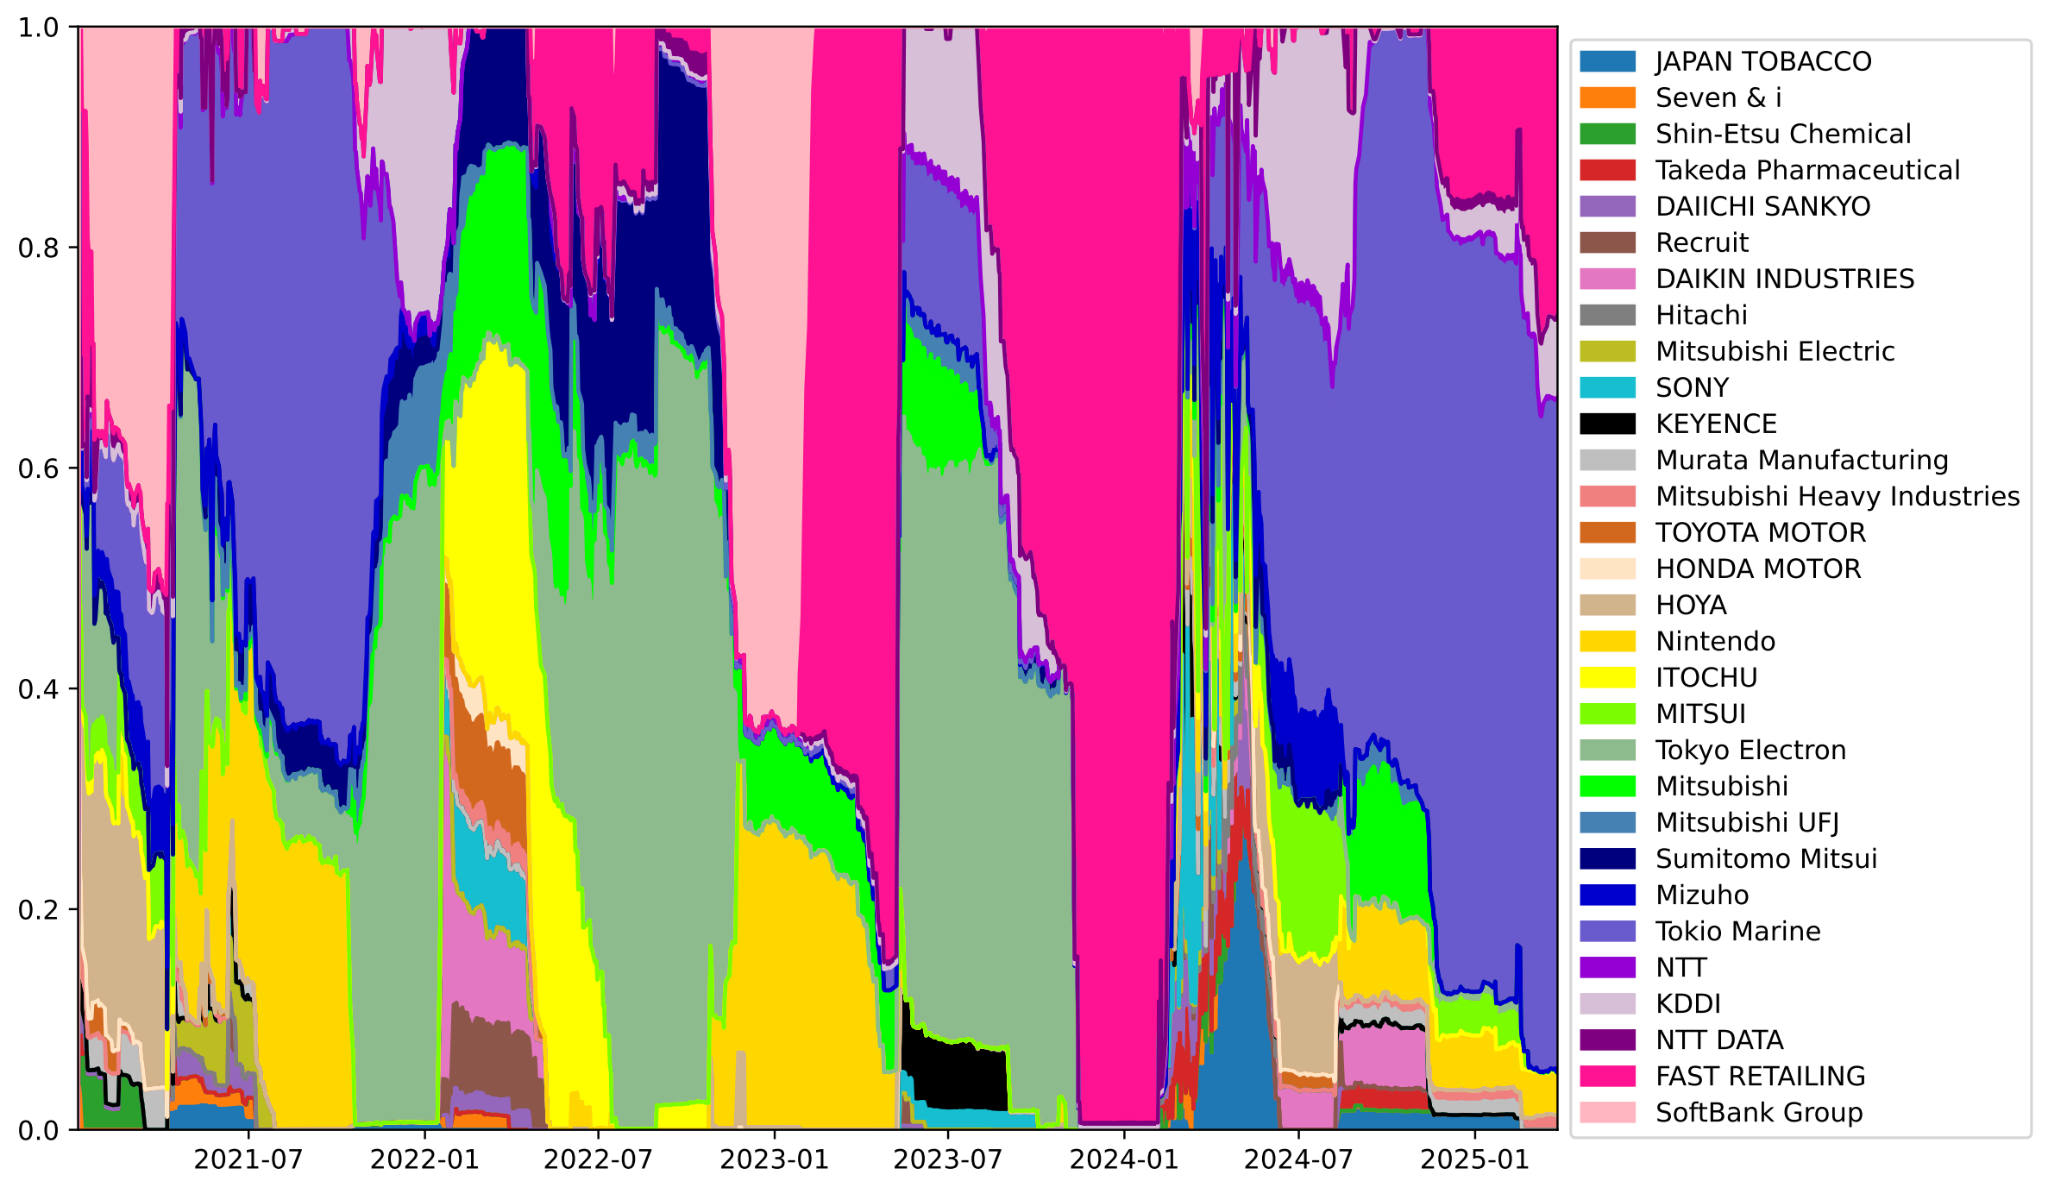 1.0
0.8
0.6
0.4
0.2
0.0
2021-07
2022-01
2022-07
2023-01
2023-07
2024-01
2024-07
2025-01
JAPAN TOBACCO
Seven & i
Shin-Etsu Chemical
Takeda Pharmaceutical
DAIICHI SANKYO
Recruit
DAIKIN INDUSTRIES
Hitachi
Mitsubishi Electric
SONY
KEYENCE
Murata Manufacturing
Mitsubishi Heavy Industries
TOYOTA MOTOR
HONDA MOTOR
HOYA
Nintendo
ITOCHU
MITSUI
Tokyo Electron
Mitsubishi
Mitsubishi UFJ
Sumitomo Mitsui
Mizuho
Tokio Marine
NTT
KDDI
NTT DATA
FAST RETAILING
SoftBank Group